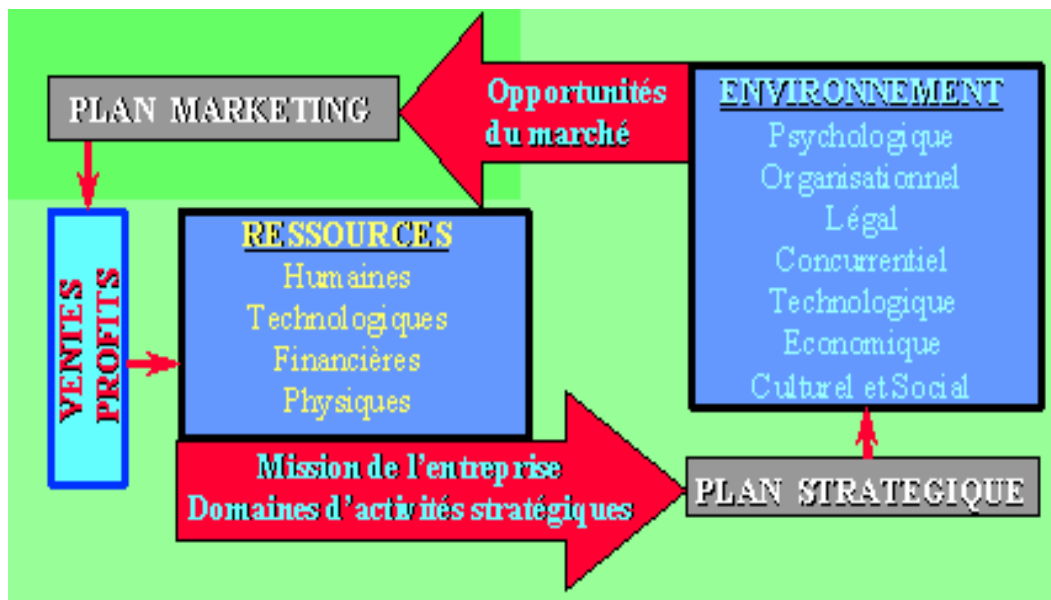 PLAN MARKETING
Opportunités
du marché
ENVIRONNEMENT
Psychologique
Organisationnel
Légal
Concurrentiel
Technologique
Economique
Culturel et Social
VENTES
PROFITS
RESSOURCES
Humaines
Technologiques
Financières
Physiques
Mission de l'entreprise
Domaines d'activités stratégiques
PLAN STRATEGIQUE